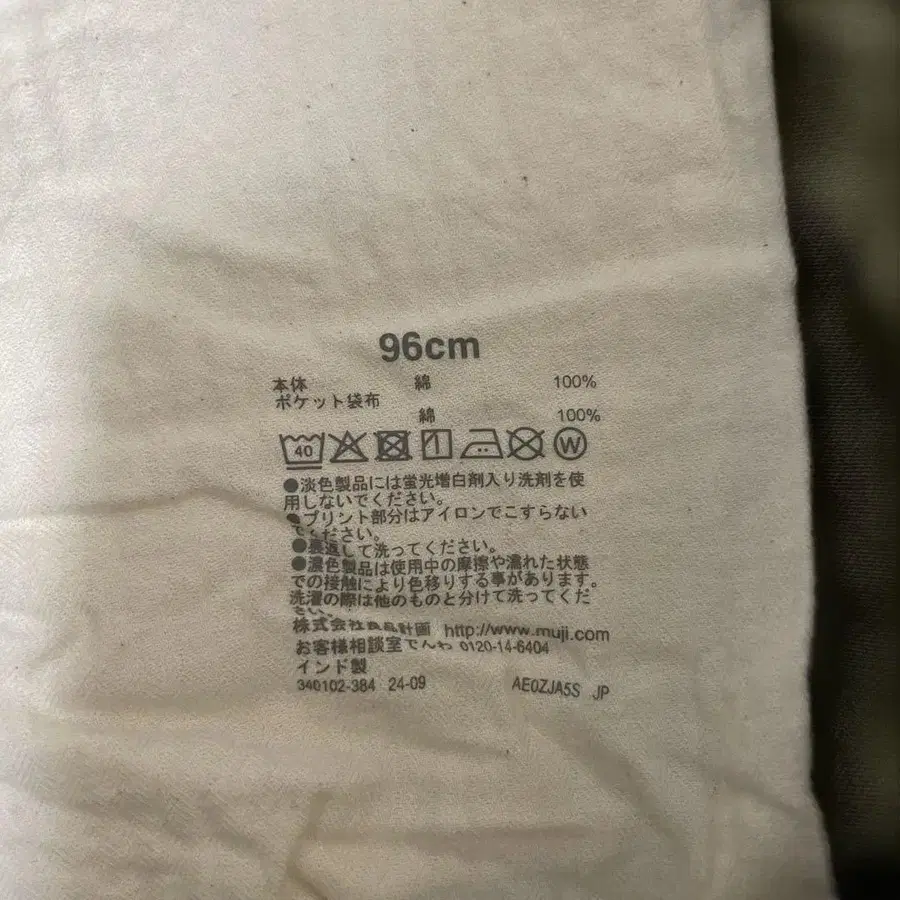 96cm
本体 綿 100%
ポケット袋布
綿 100%
40 W
●淡色製品には蛍光増白剤入り洗剤を使
用しないでください。
●プリント部分はアイロンでこすらない
でください。
●裏返して洗ってください。
●濃色製品は使用中の摩擦や濡れた状態
での接触により色移りする事があります。
洗濯の際は他のものと分けて洗ってくだ
さい。
株式会社良品計画 http://www.muji.com
お客様相談室でんわ 0120-14-6404
インド製
340102-384 24-09 AE0ZJA5S JP